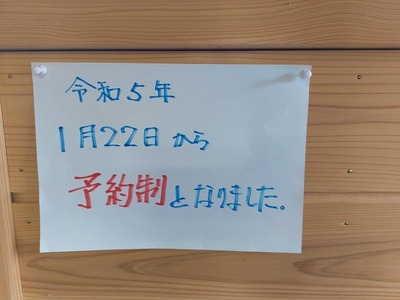 令和5年
1月22日から
予約制となりました。